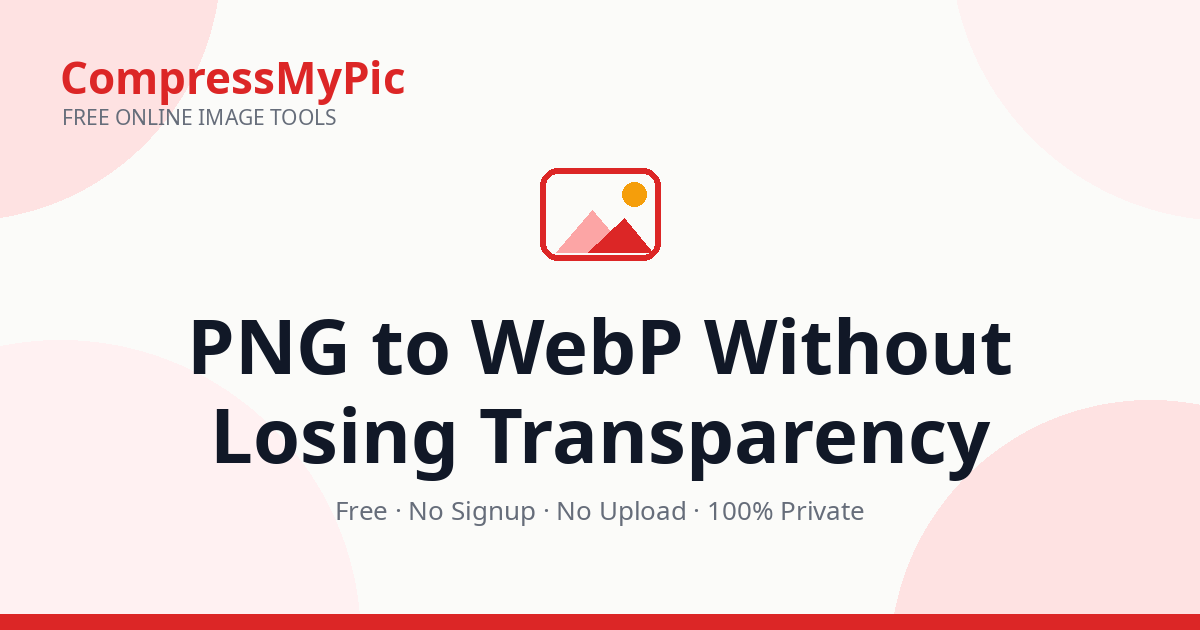 CompressMyPic
FREE ONLINE IMAGE TOOLS
PNG to WebP Without
Losing Transparency
Free · No Signup · No Upload · 100% Private